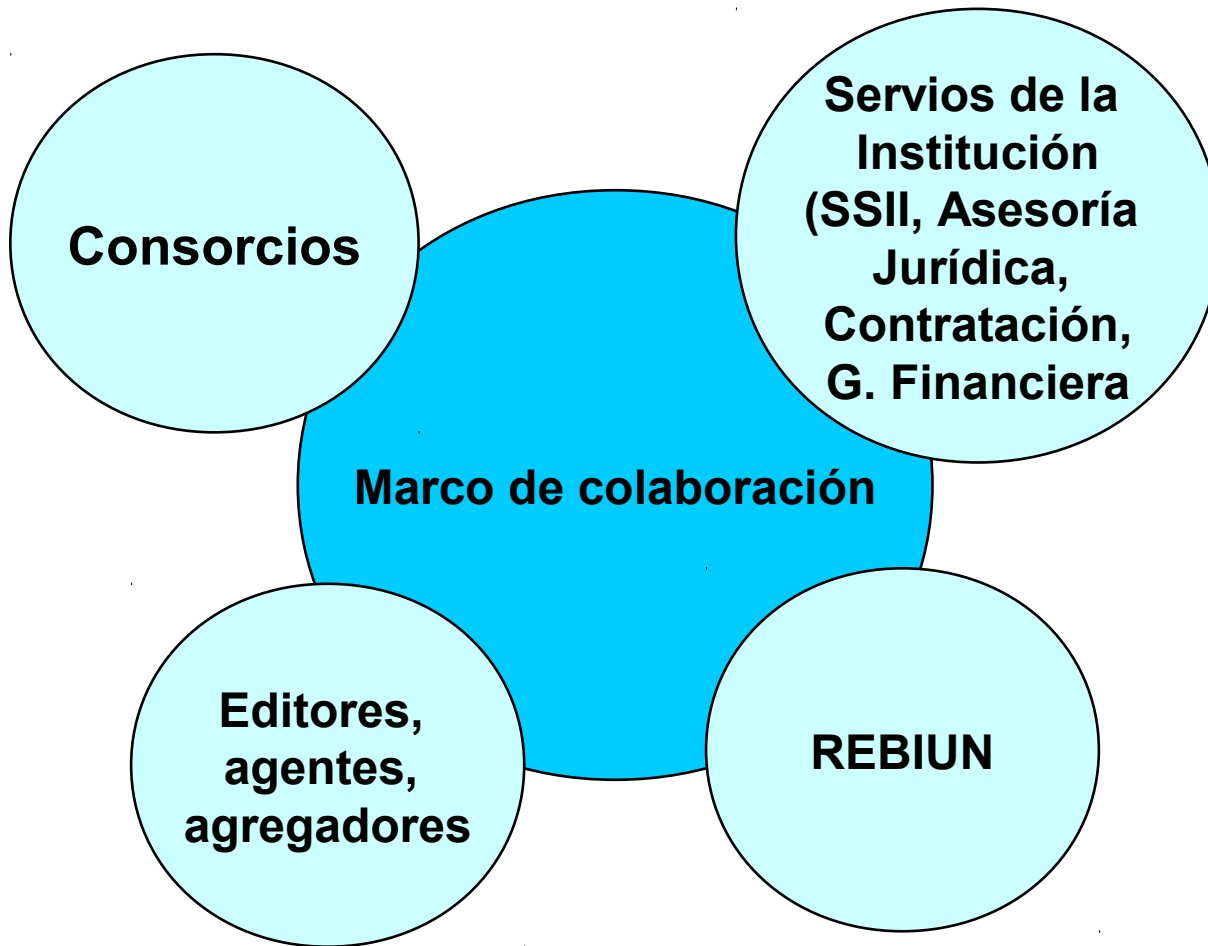 Consorcios
Servios de la
Institución
(SSII, Asesoría
Jurídica,
Contratación,
G. Financiera
Marco de colaboración
Editores,
agentes,
agregadores
REBIUN